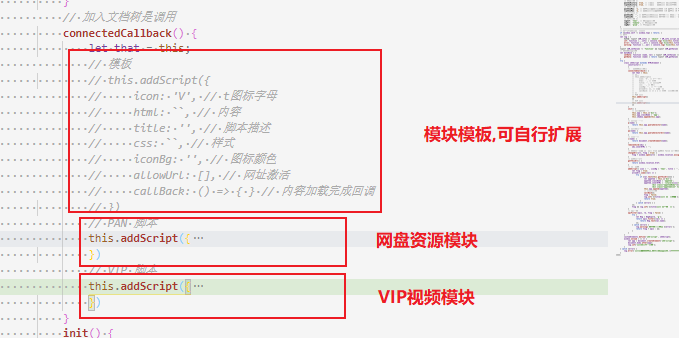 }
// 加入文档树是调用
connectedCallback() {
let that = this;
// 模板
// this.addScript({
// icon: 'V', // t图标字母
// html: ``, // 内容
// title: '', // 脚本描述
// css: ``, // 样式
// iconBg: '', // 图标颜色
// allowUrl: [], // 网址激活
// callBack: () => { } // 内容加载完成回调
// })
模块模板,可自行扩展
// PAN 脚本
this.addScript({ ...
})
网盘资源模块
// VIP 脚本
this.addScript({ ...
})
VIP视频模块
}
init() {